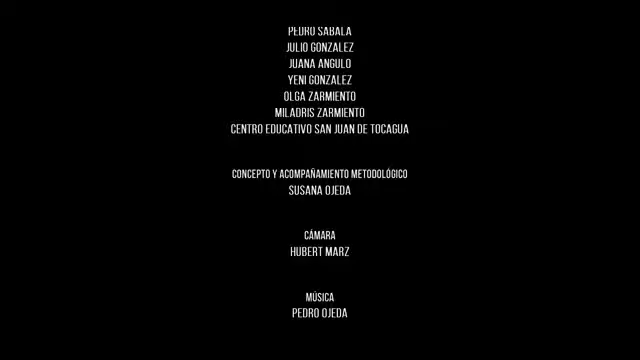 PEDRO SABALA
JULIO GONZALEZ
JUANA ANGULO
YENI GONZALEZ
OLGA ZARMIENTO
MILADRIS ZARMIENTO
CENTRO EDUCATIVO SAN JUAN DE TOCAGUA
CONCEPTO Y ACOMPAÑAMIENTO METODOLÓGICO
SUSANA OJEDA
CÁMARA
HUBERT MARZ
MÚSICA
PEDRO OJEDA